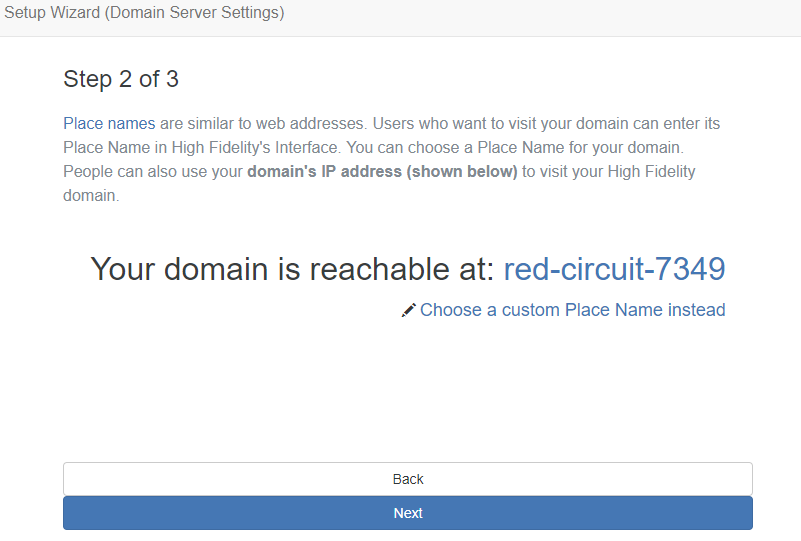 Setup Wizard (Domain Server Settings)
Step 2 of 3
Place names are similar to web addresses. Users who want to visit your domain can enter its
Place Name in High Fidelity's Interface. You can choose a Place Name for your domain.
People can also use your domain's IP address (shown below) to visit your High Fidelity
domain.
Your domain is reachable at: red-circuit-7349
Choose a custom Place Name instead
Back
Next